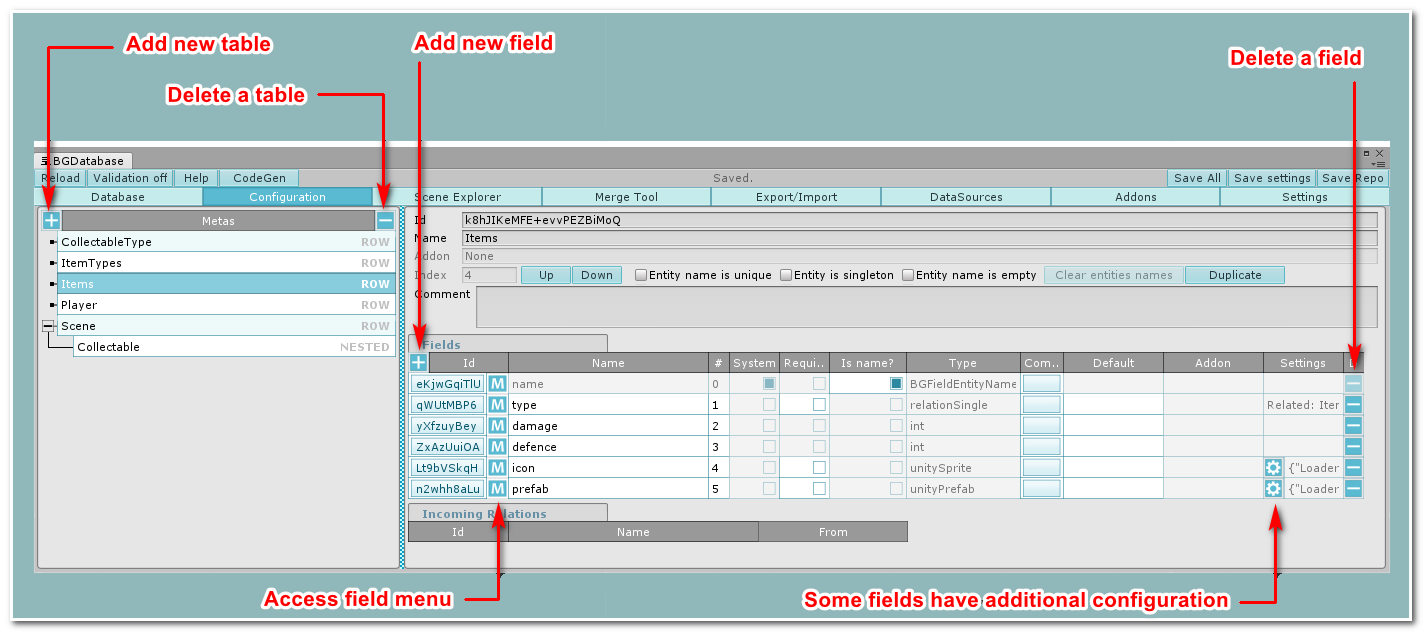 Add new table
Add new field
Delete a field
Delete a table
BGDatabase
Reload Validation off Help CodeGen Saved. Save All Save settings Save Repo
Database Configuration Scene Explorer Merge Tool Export/Import DataSources Addons Settings
Metas
CollectableType ROW
ItemTypes ROW
Items ROW
Player ROW
Scene ROW
Collectable NESTED
Id k8hJIKeMFE+evvPEZBiMoQ
Name Items
Addon None
Index 4 Up Down Entity name is unique Entity is singleton Entity name is empty Clear entities names Duplicate
Comment
Fields
Id Name # System Requi.. Is name? Type Com.. Default Addon Settings
eKjwGqiTlU M name 0 BGFieldEntityName
qWUtMBP6 M type 1 relationSingle Related: Iter
yXfzuyBey M damage 2 int
ZxAzUuiOA M defence 3 int
Lt9bVSkqH M icon 4 unitySprite {"Loader
n2whh8aLu M prefab 5 unityPrefab {"Loader
Incoming Relations
Id Name From
Access field menu
Some fields have additional configuration